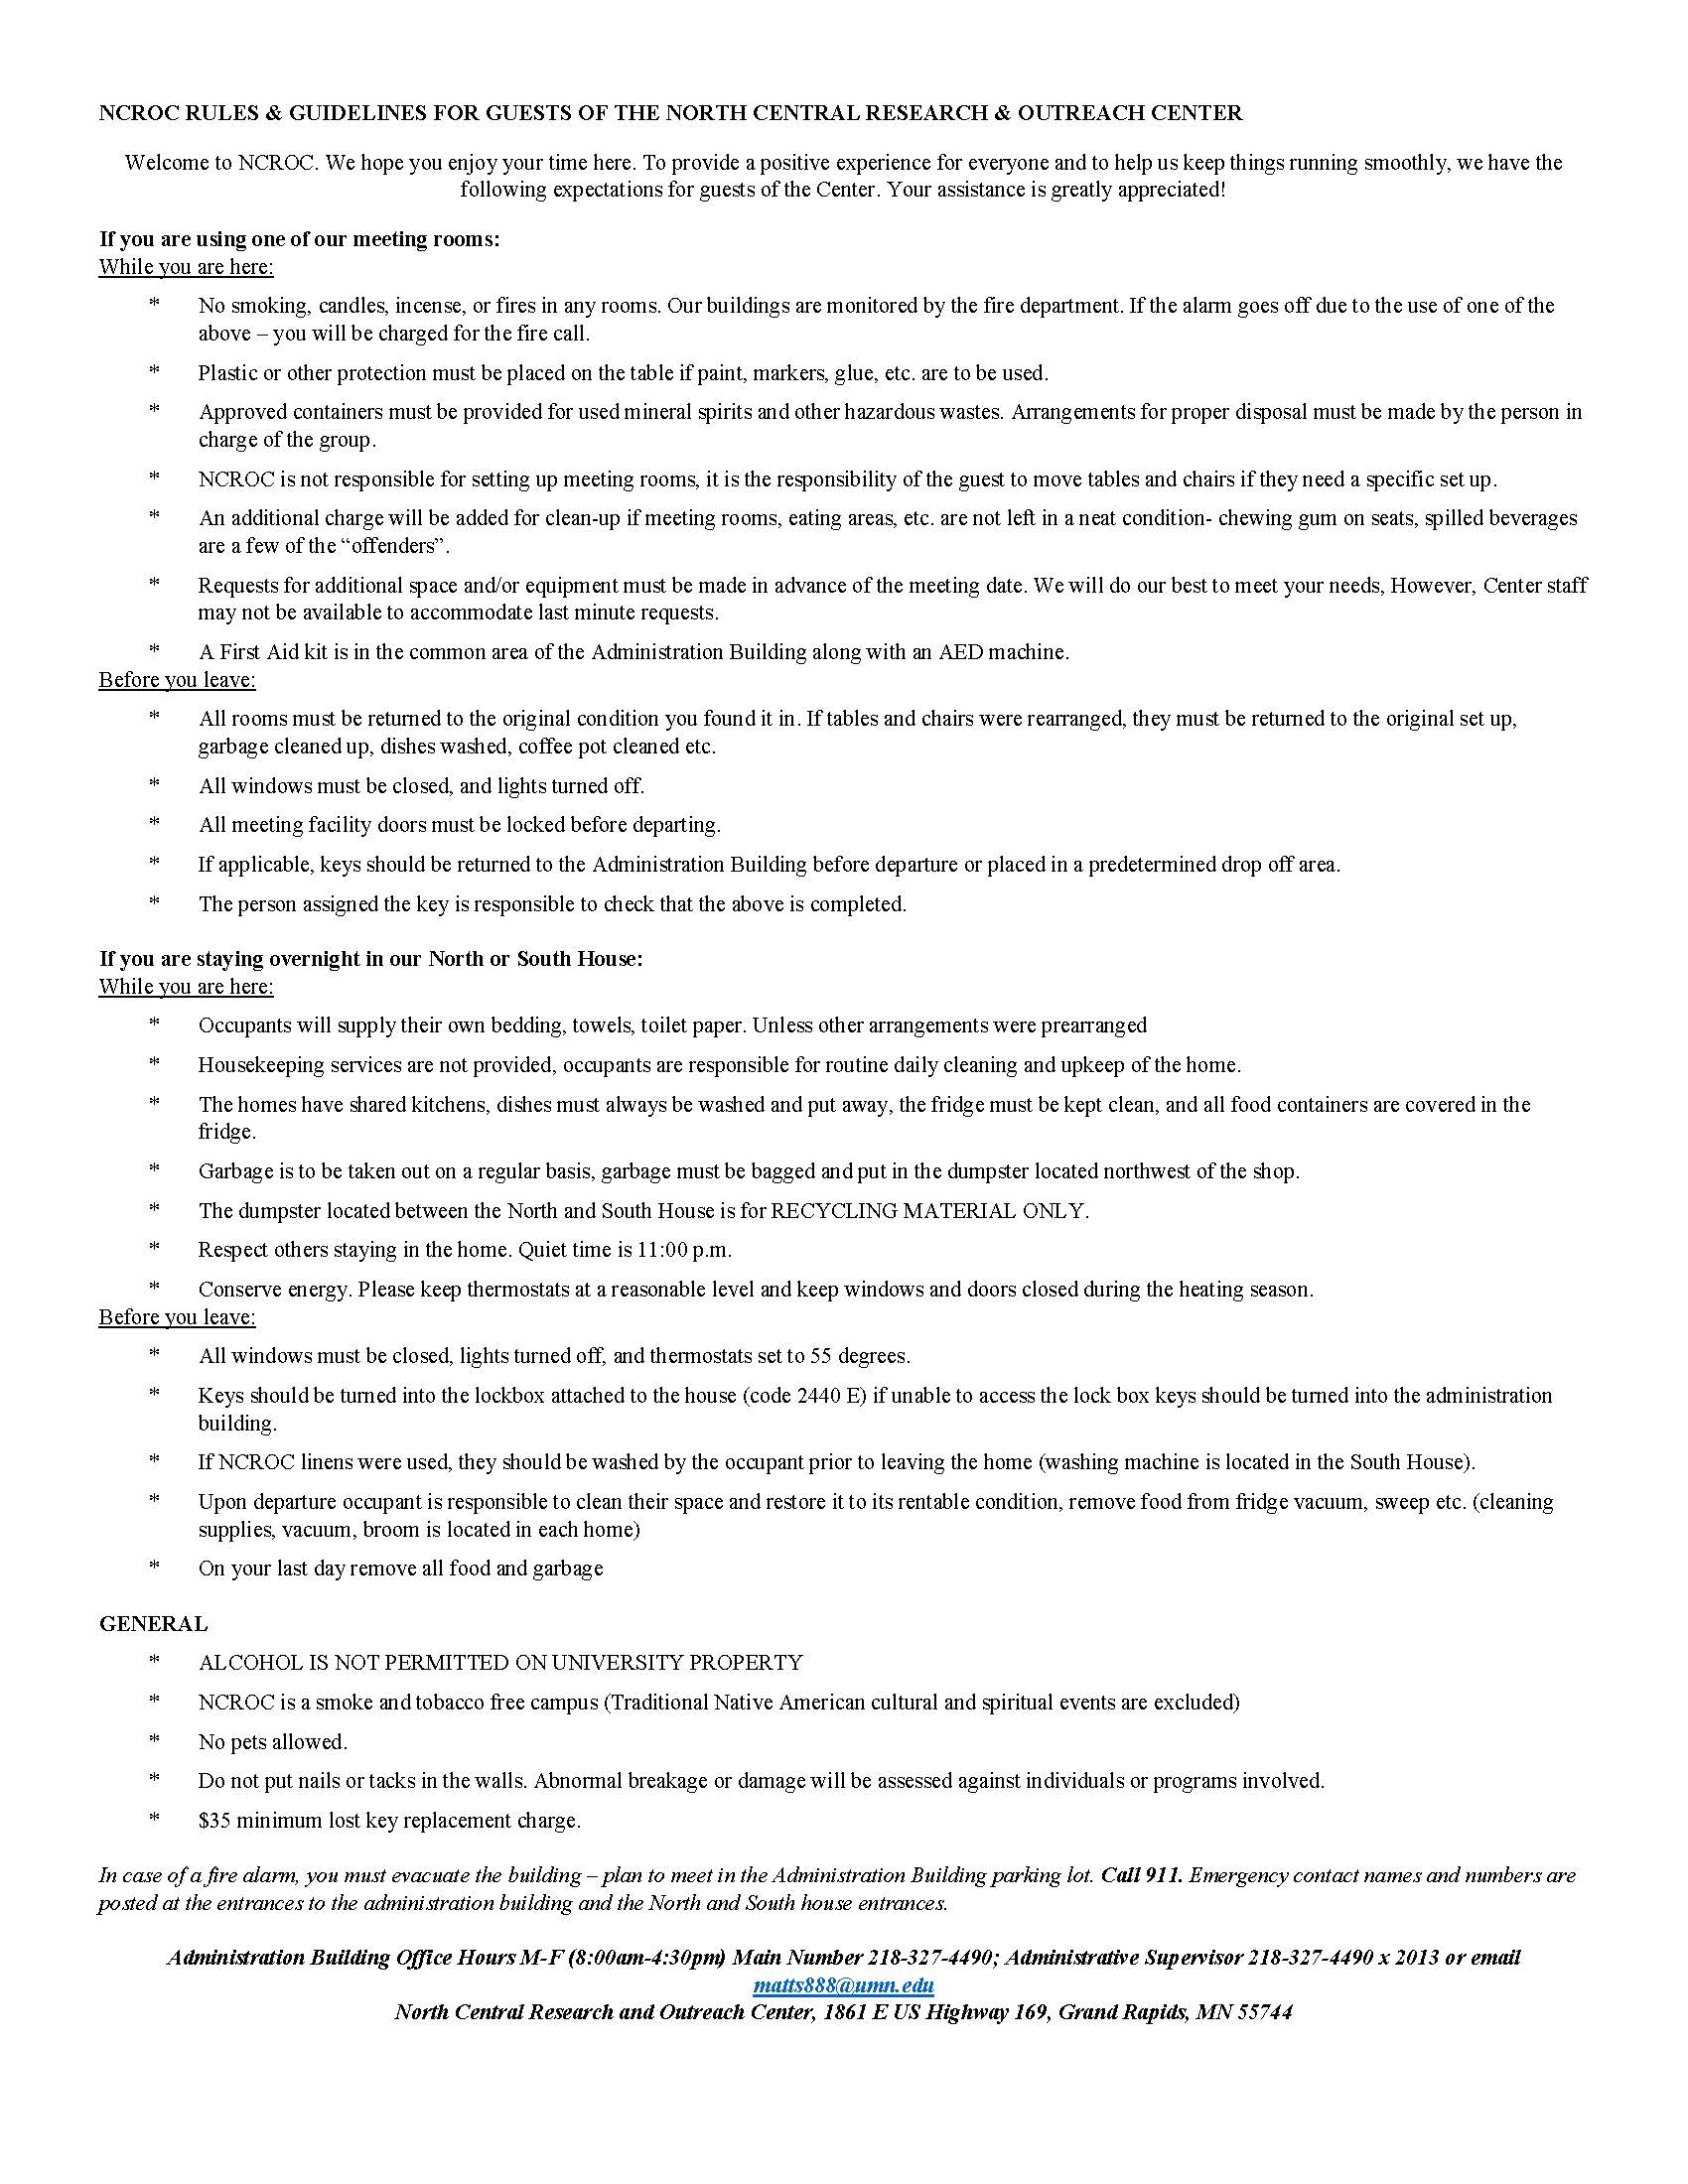 NCROC RULES & GUIDELINES FOR GUESTS OF THE NORTH CENTRAL RESEARCH & OUTREACH CENTER
Welcome to NCROC. We hope you enjoy your time here. To provide a positive experience for everyone and to help us keep things running smoothly, we have the
following expectations for guests of the Center. Your assistance is greatly appreciated!
If you are using one of our meeting rooms:
While you are here:
* No smoking, candles, incense, or fires in any rooms. Our buildings are monitored by the fire department. If the alarm goes off due to the use of one of the
above – you will be charged for the fire call.
* Plastic or other protection must be placed on the table if paint, markers, glue, etc. are to be used.
* Approved containers must be provided for used mineral spirits and other hazardous wastes. Arrangements for proper disposal must be made by the person in
charge of the group.
* NCROC is not responsible for setting up meeting rooms, it is the responsibility of the guest to move tables and chairs if they need a specific set up.
* An additional charge will be added for clean-up if meeting rooms, eating areas, etc. are not left in a neat condition- chewing gum on seats, spilled beverages
are a few of the “offenders”.
* Requests for additional space and/or equipment must be made in advance of the meeting date. We will do our best to meet your needs, However, Center staff
may not be available to accommodate last minute requests.
* A First Aid kit is in the common area of the Administration Building along with an AED machine.
Before you leave:
* All rooms must be returned to the original condition you found it in. If tables and chairs were rearranged, they must be returned to the original set up,
garbage cleaned up, dishes washed, coffee pot cleaned etc.
* All windows must be closed, and lights turned off.
* All meeting facility doors must be locked before departing.
* If applicable, keys should be returned to the Administration Building before departure or placed in a predetermined drop off area.
* The person assigned the key is responsible to check that the above is completed.
If you are staying overnight in our North or South House:
While you are here:
* Occupants will supply their own bedding, towels, toilet paper. Unless other arrangements were prearranged
* Housekeeping services are not provided, occupants are responsible for routine daily cleaning and upkeep of the home.
* The homes have shared kitchens, dishes must always be washed and put away, the fridge must be kept clean, and all food containers are covered in the
fridge.
* Garbage is to be taken out on a regular basis, garbage must be bagged and put in the dumpster located northwest of the shop.
* The dumpster located between the North and South House is for RECYCLING MATERIAL ONLY.
* Respect others staying in the home. Quiet time is 11:00 p.m.
* Conserve energy. Please keep thermostats at a reasonable level and keep windows and doors closed during the heating season.
Before you leave:
* All windows must be closed, lights turned off, and thermostats set to 55 degrees.
* Keys should be turned into the lockbox attached to the house (code 2440 E) if unable to access the lock box keys should be turned into the administration
building.
* If NCROC linens were used, they should be washed by the occupant prior to leaving the home (washing machine is located in the South House).
* Upon departure occupant is responsible to clean their space and restore it to its rentable condition, remove food from fridge vacuum, sweep etc. (cleaning
supplies, vacuum, broom is located in each home)
* On your last day remove all food and garbage
GENERAL
* ALCOHOL IS NOT PERMITTED ON UNIVERSITY PROPERTY
* NCROC is a smoke and tobacco free campus (Traditional Native American cultural and spiritual events are excluded)
* No pets allowed.
* Do not put nails or tacks in the walls. Abnormal breakage or damage will be assessed against individuals or programs involved.
* $35 minimum lost key replacement charge.
In case of a fire alarm, you must evacuate the building – plan to meet in the Administration Building parking lot. Call 911. Emergency contact names and numbers are
posted at the entrances to the administration building and the North and South house entrances.
Administration Building Office Hours M-F (8:00am-4:30pm) Main Number 218-327-4490; Administrative Supervisor 218-327-4490 x 2013 or email
matts888@umn.edu
North Central Research and Outreach Center, 1861 E US Highway 169, Grand Rapids, MN 55744